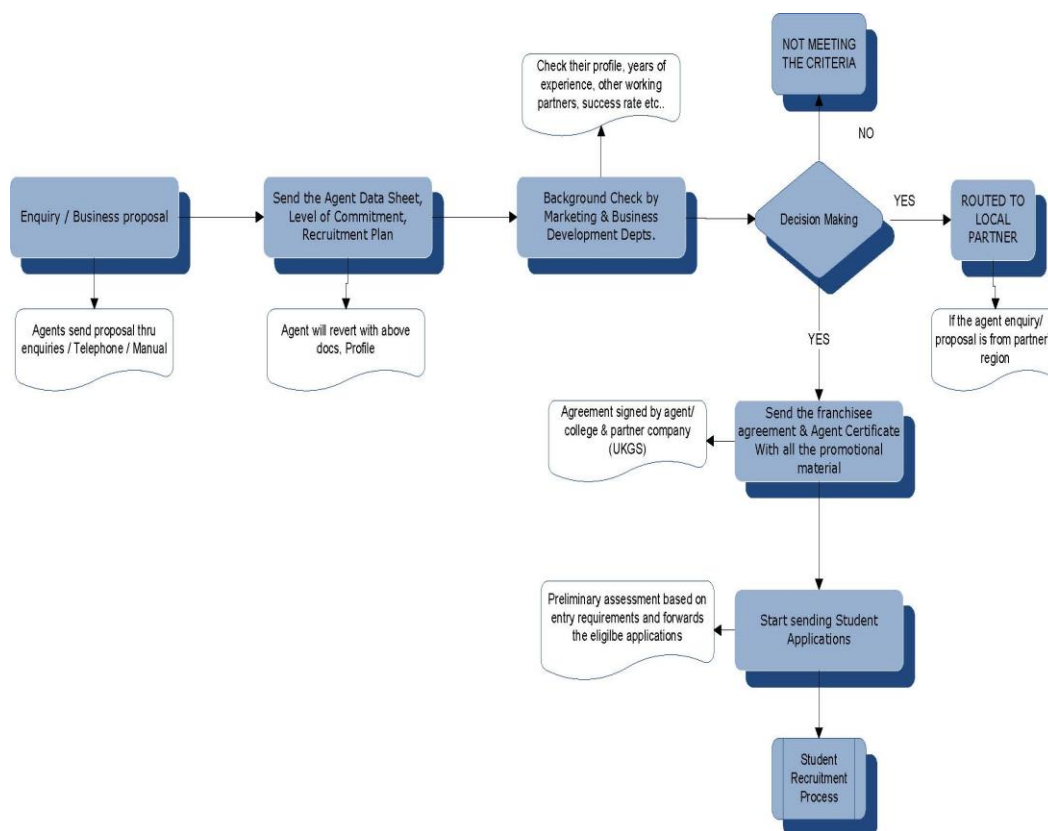 NOT MEETING
THE CRITERIA
Check their profile, years of
experience, other working
partners, success rate etc..
NO
Enquiry / Business proposal
Send the Agent Data Sheet,
Level of Commitment,
Recruitment Plan
Background Check by
Marketing & Business
Development Depts.
Decision Making
YES
ROUTED TO
LOCAL
PARTNER
Agents send proposal thru
enquiries / Telephone / Manual
Agent will revert with above
docs, Profile
YES
If the agent enquiry/
proposal is from partner
region
Agreement signed by agent/
college & partner company
(UKGS)
Send the franchisee
agreement & Agent Certificate
With all the promotional
material
Preliminary assessment based on
entry requirements and forwards
the eligilbe applications
Start sending Student
Applications
Student
Recruitment
Process